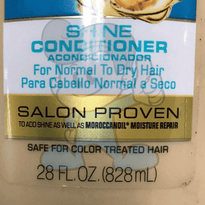 SHINE
CONDITIONER
ACONDICIONADOR
For Normal To Dry Hair
Para Cabello Normal a Seco
SALON PROVEN
TO ADD SHINE AS WELL AS MOROCCANOIL® MOISTURE REPAIR
SAFE FOR COLOR TREATED HAIR
28 FL. OZ. (828 mL)